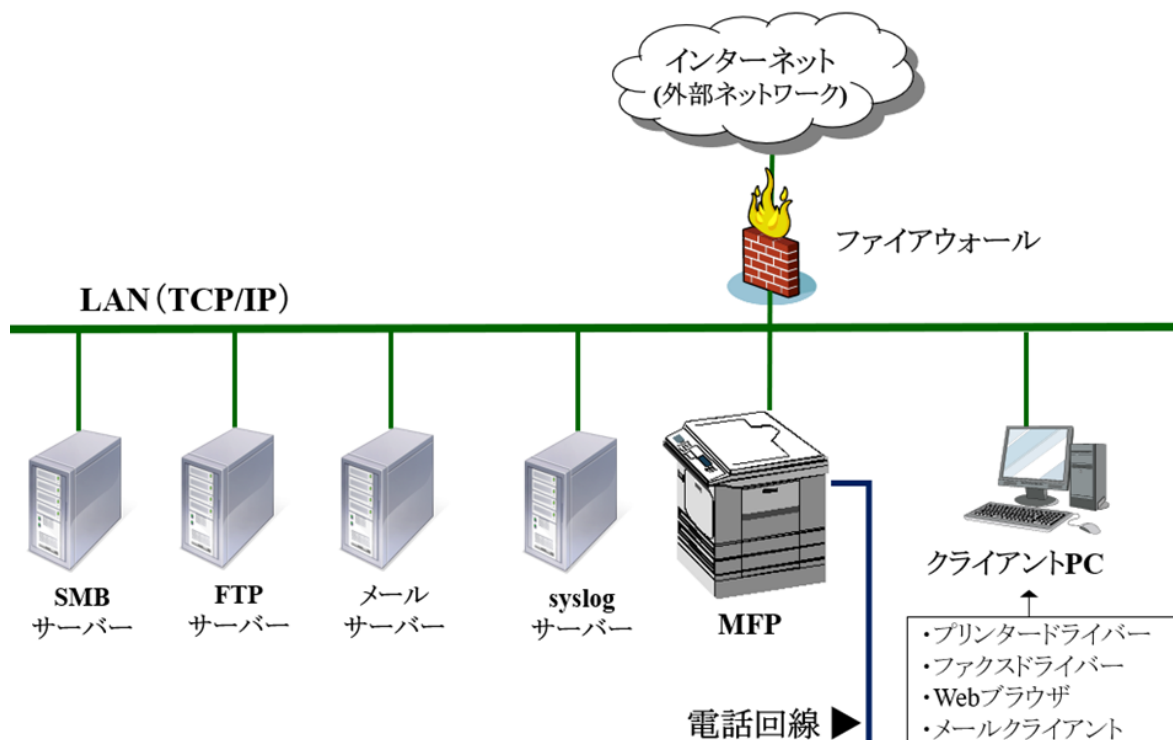 インターネット
(外部ネットワーク)
ファイアウォール
LAN(TCP/IP)
SMB
サーバー
FTP
サーバー
メール
サーバー
syslog
サーバー
MFP
クライアントPC
・プリンタードライバー
・ファクスドライバー
・Webブラウザ
・メールクライアント
電話回線 ▶